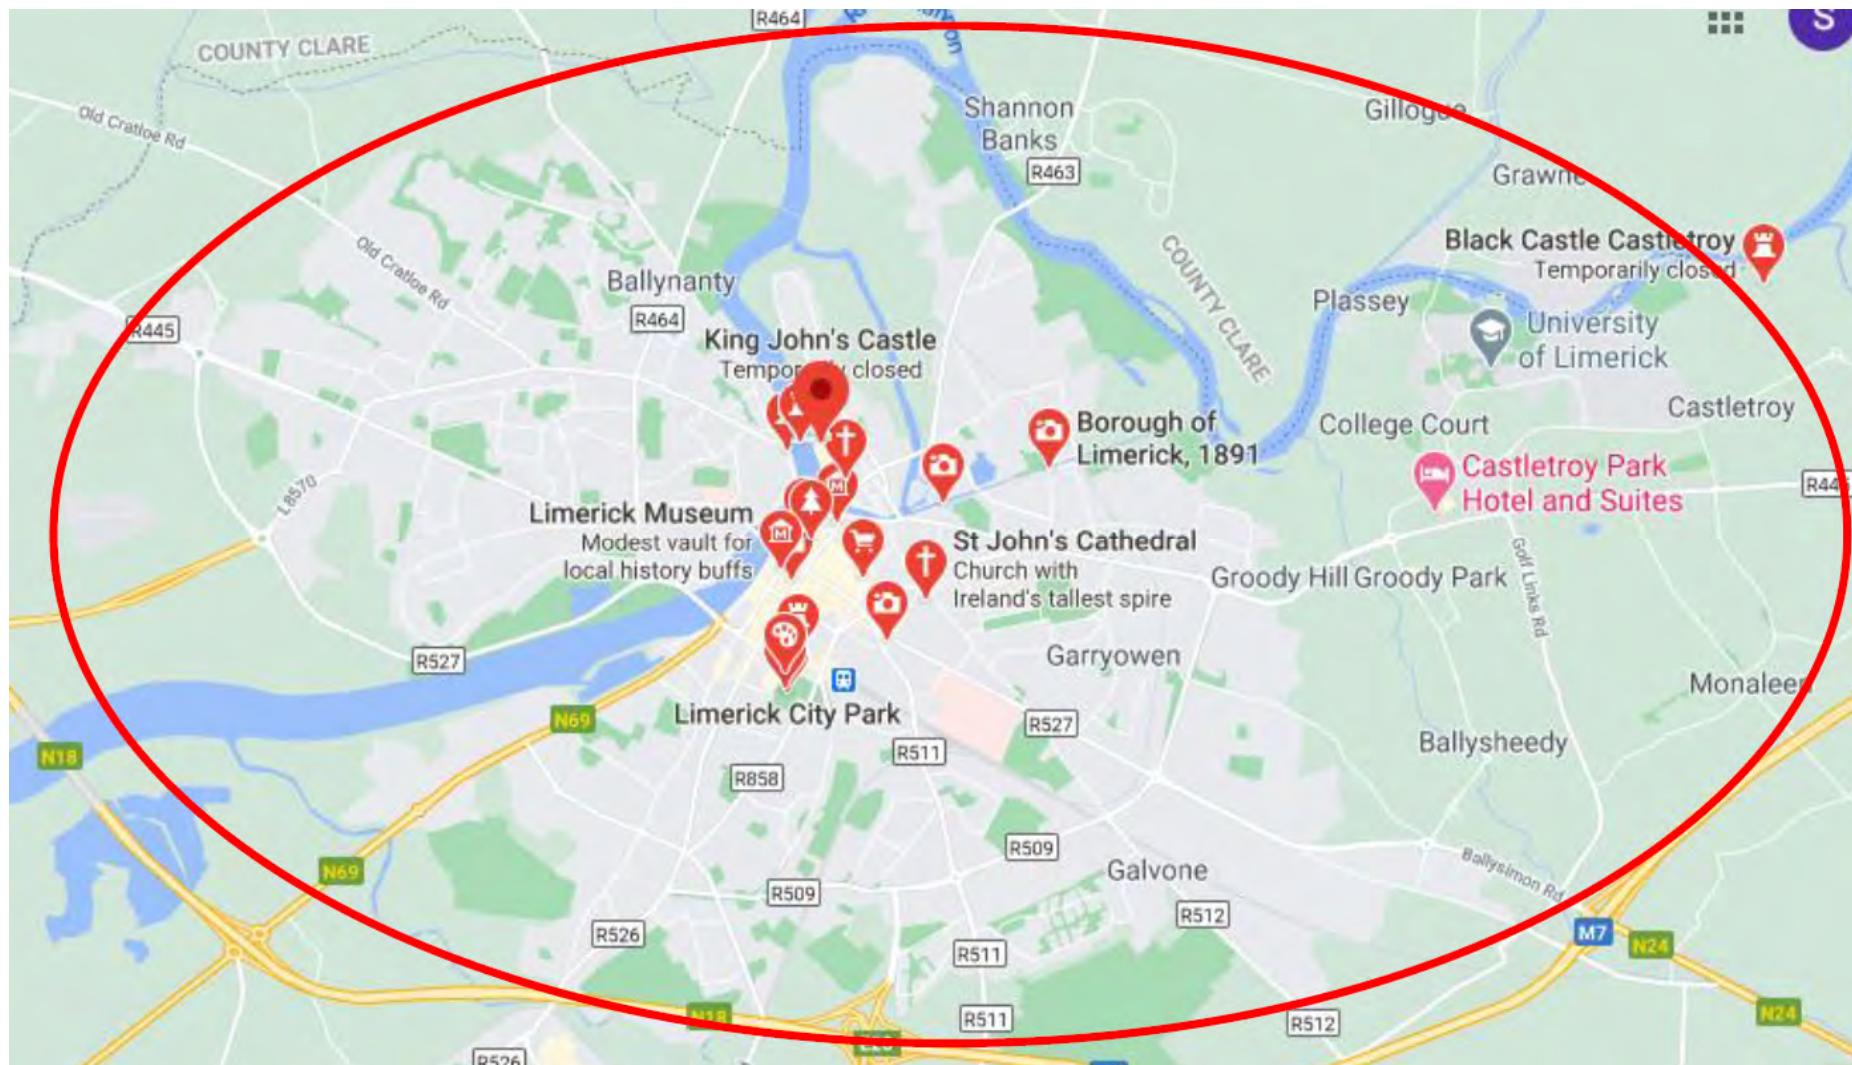 R464
COUNTY CLARE
S
Old Cratloe Rd
Shannon
Banks
Gillogue
R463
Grawne
Old Cratloe Rd
COUNTY CLARE
Black Castle Castletroy
Temporarily closed
Ballynanty
R464
Plassey
R445
University
of Limerick
King John's Castle
Temporarily closed
Castletroy
Borough of
Limerick, 1891
College Court
Castletroy Park
Hotel and Suites
R445
L8570
Limerick Museum
Modest vault for
local history buffs
St John's Cathedral
Church with
Ireland's tallest spire
Groody Hill
Groody Park
Golf Links Rd
R527
Garryowen
Monaleen
N69
Limerick City Park
R527
N18
R511
Ballysheedy
R858
R509
N69
Galvone
Ballysimon Rd
R509
R526
R512
M7
N24
R511
N18
R511
R512
N24
R526